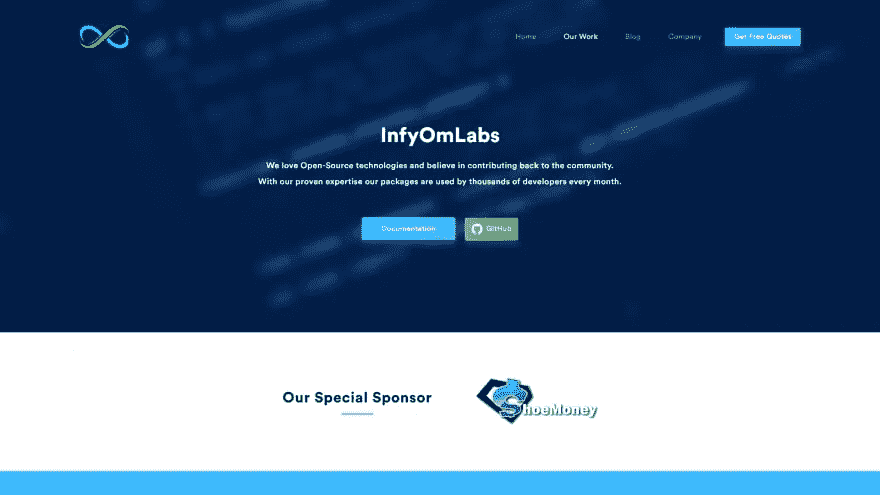 Home
Our Work
Blog
Company
Get Free Quotes
InfyOmLabs
We love Open-Source technologies and believe in contributing back to the community.
With our proven expertise our packages are used by thousands of developers every month.
Documentation
GitHub
Our Special Sponsor
ShoeMoney